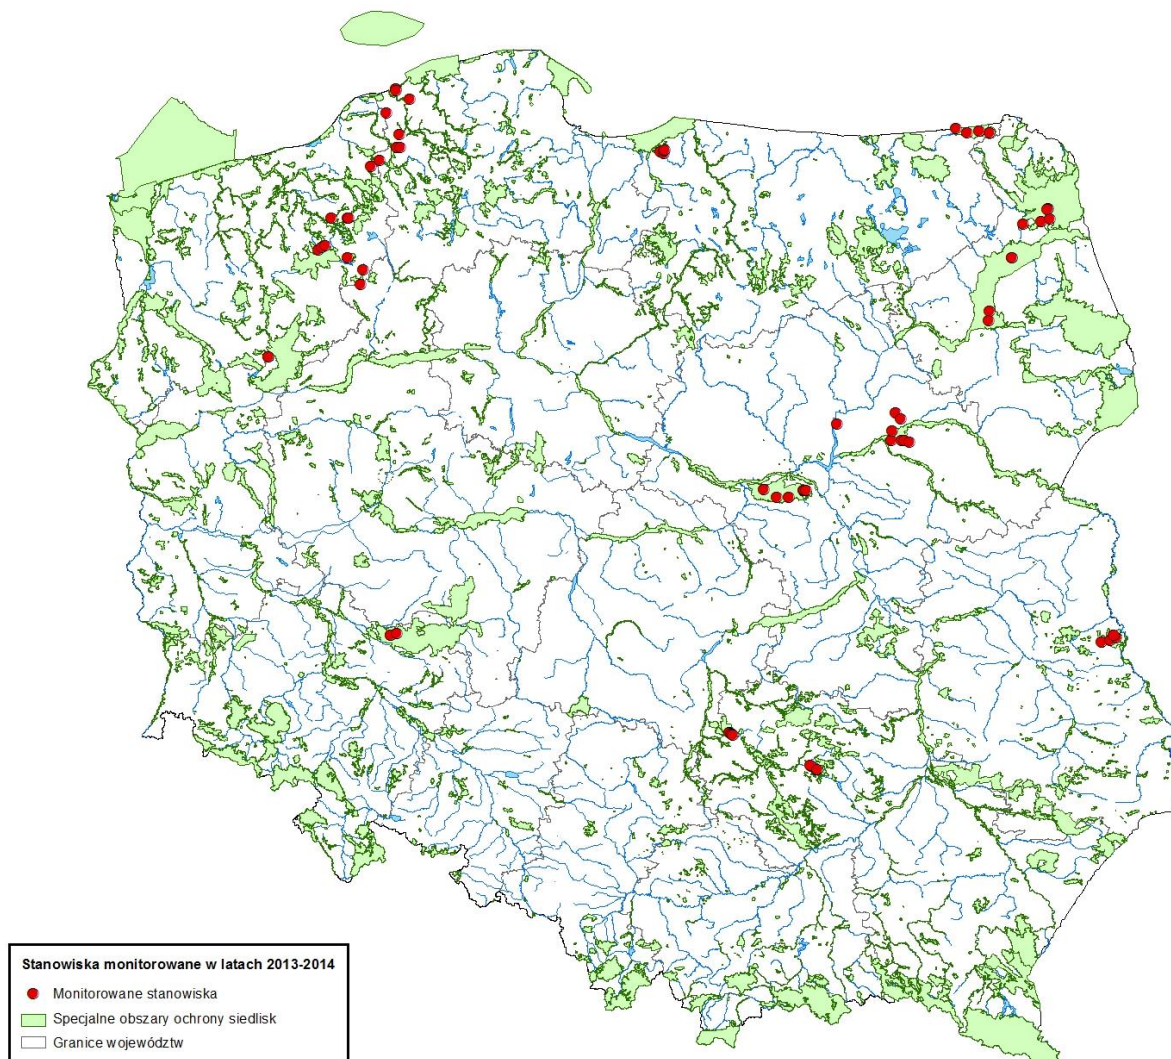 Stanowiska monitorowane w latach 2013-2014
Monitorowane stanowiska
Specjalne obszary ochrony siedlisk
Granice województw